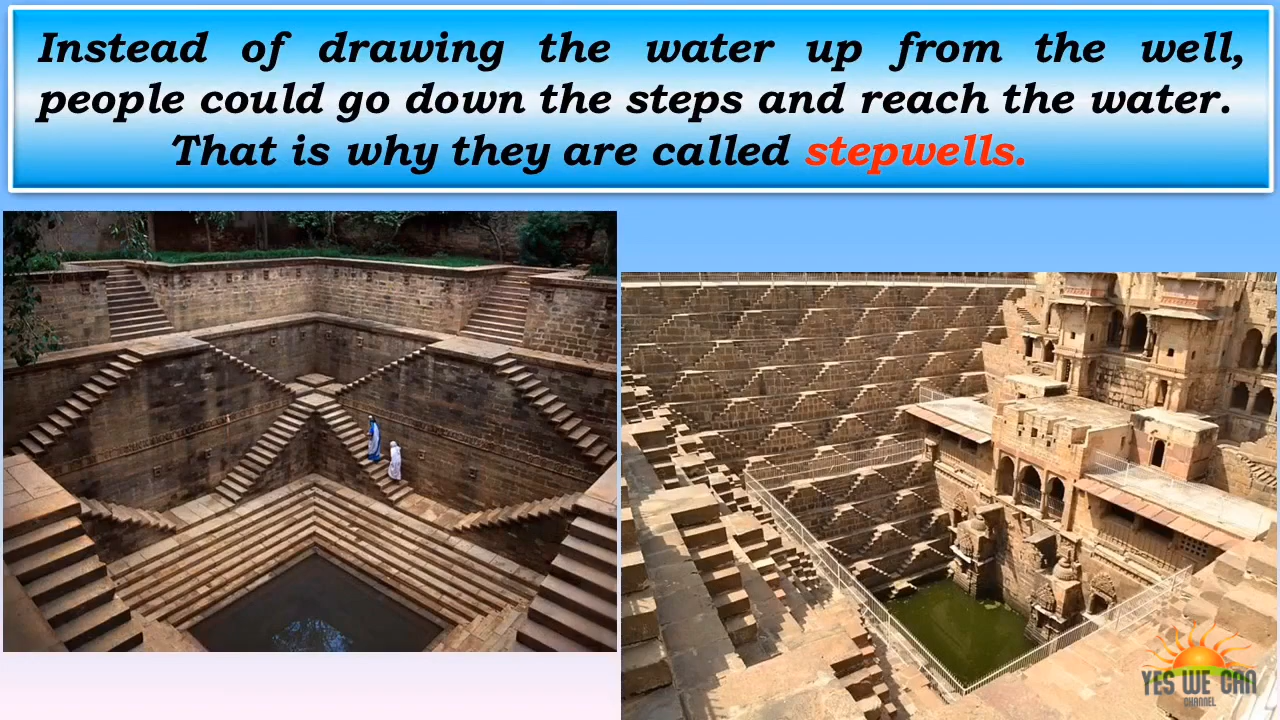 Instead of drawing the water up from the well,
people could go down the steps and reach the water.
That is why they are called stepwells.
YES WE CAN
CHANNEL